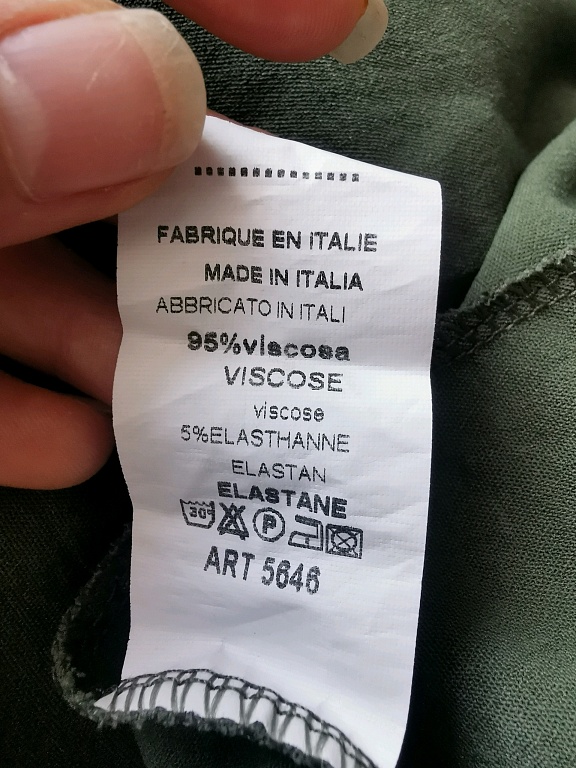 FABRIQUE EN ITALIE
MADE IN ITALIA
ABBRICATO IN ITALI
95%viscosa
VISCOSE
viscose
5%ELASTHANNE
ELASTAN
ELASTANE
30° P
ART 5646